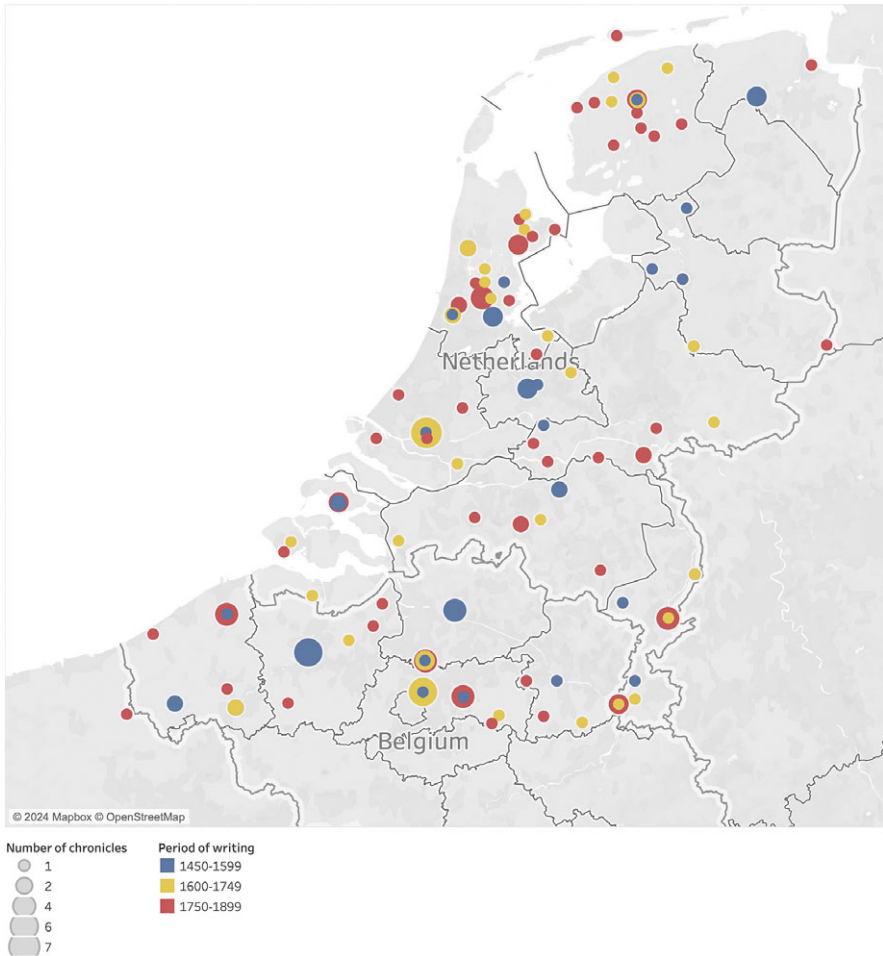 Netherlands
Belgium
© 2024 Mapbox © OpenStreetMap
Number of chronicles
1
2
4
6
7
Period of writing
1450-1599
1600-1749
1750-1899